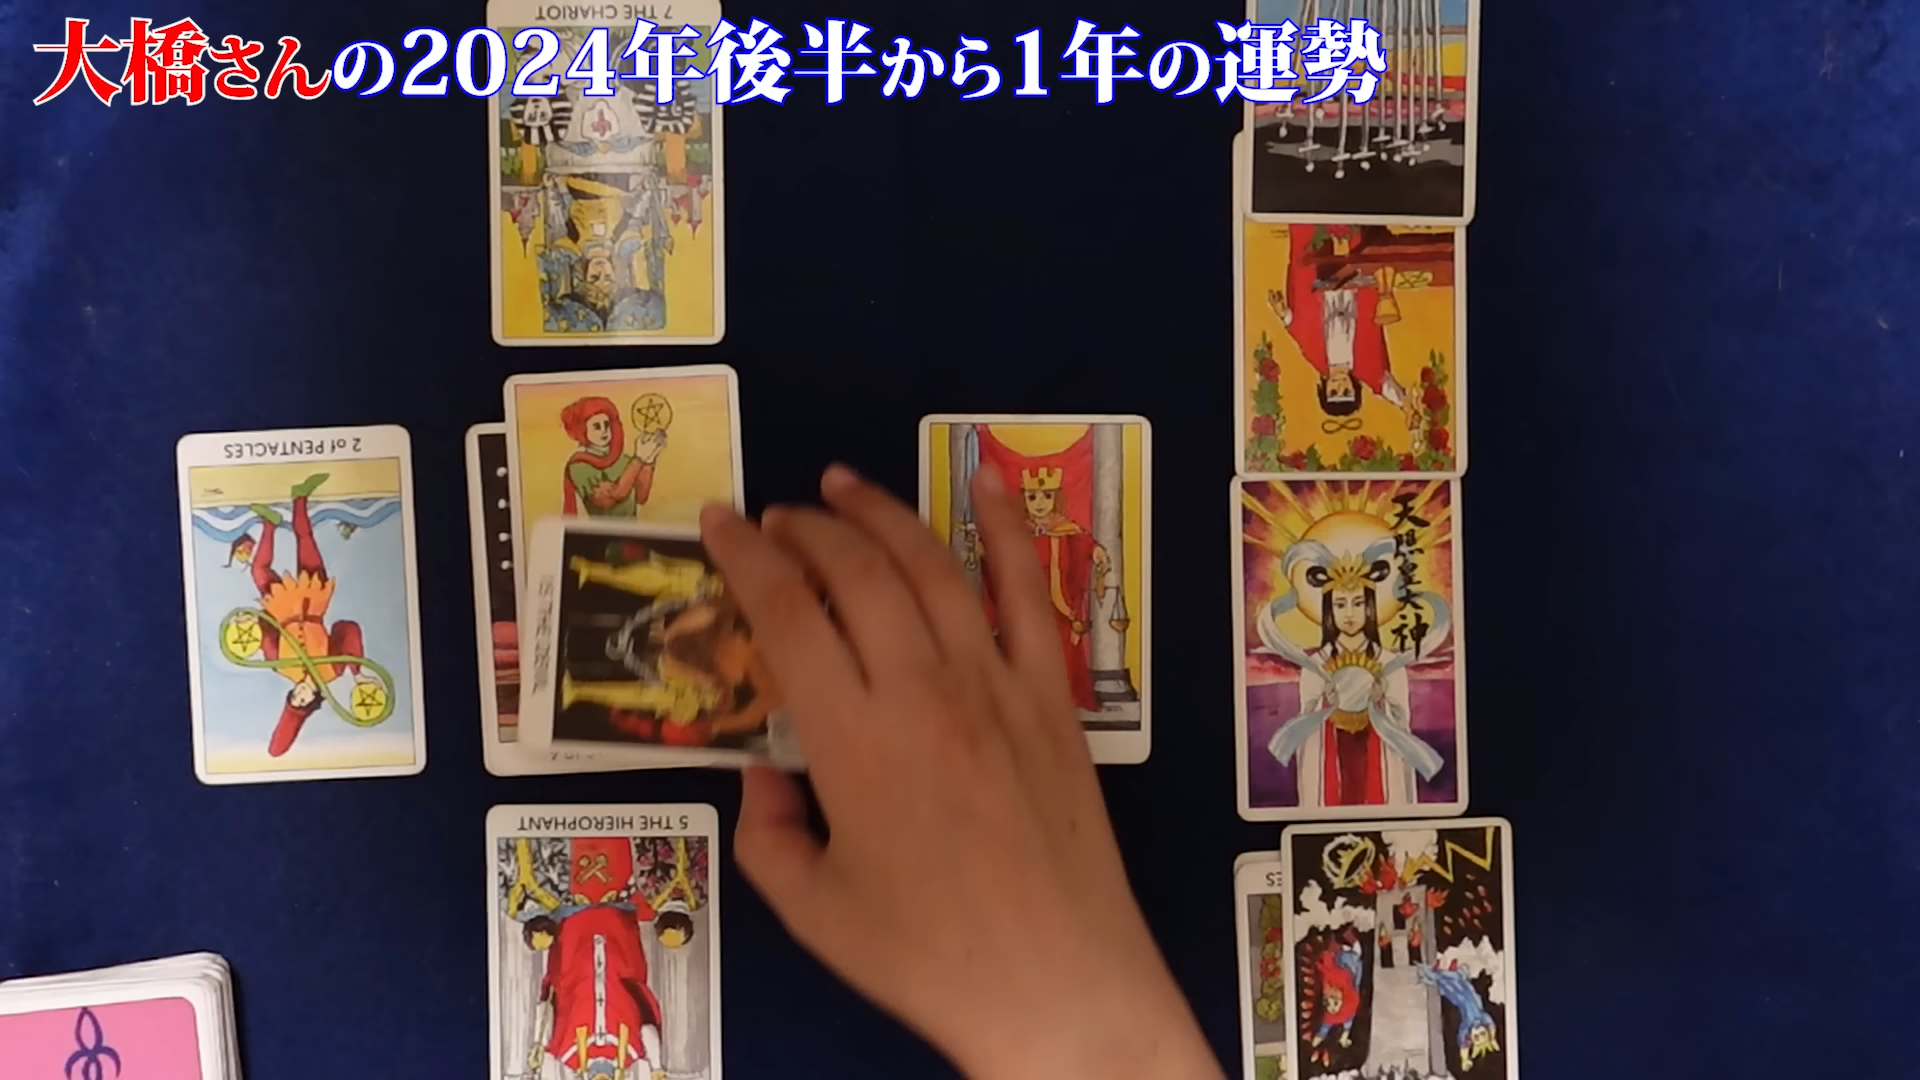 大橋さんの2024年後半から1年の運勢
7 THE CHARIOT
2 of PENTACLES
天照皇大神
5 THE HIEROPHANT
ES